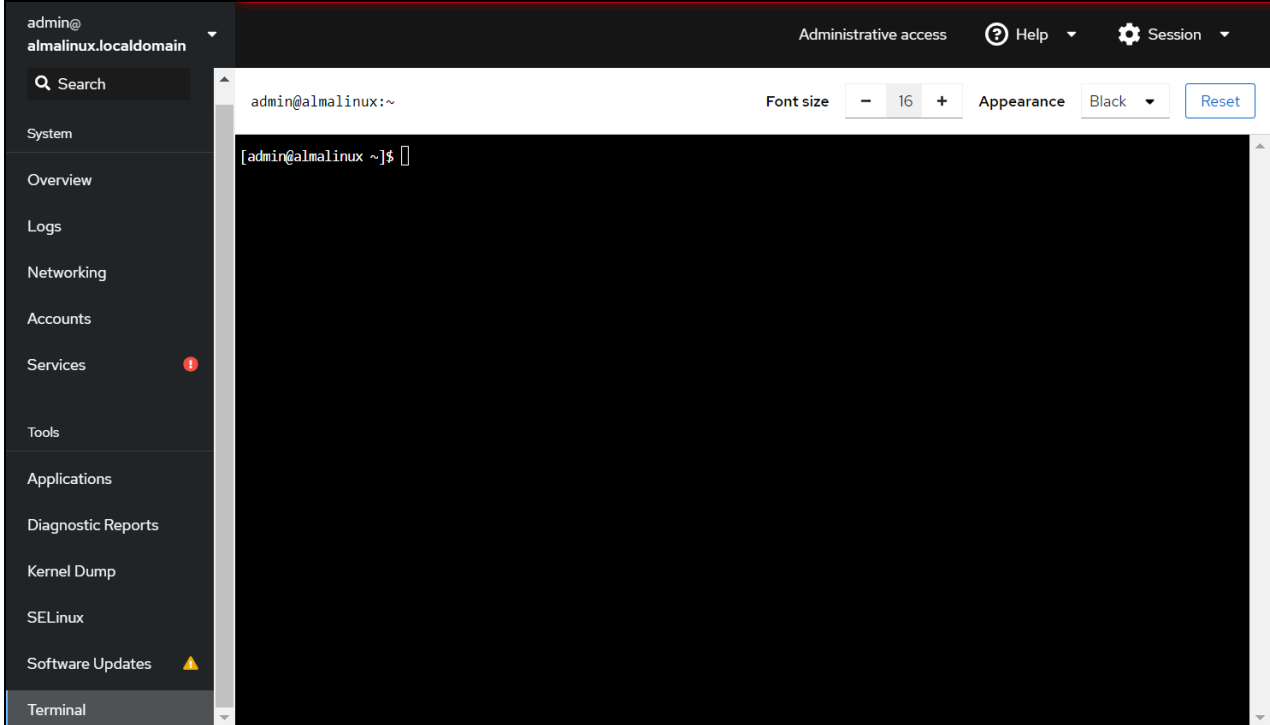 admin@
almalinux.localdomain
Administrative access
Help
Session
Search
System
Overview
Logs
Networking
Accounts
Services
Tools
Applications
Diagnostic Reports
Kernel Dump
SELinux
Software Updates
Terminal
admin@almalinux:~
Font size - 16 +
Appearance Black
Reset
[admin@almalinux ~]$